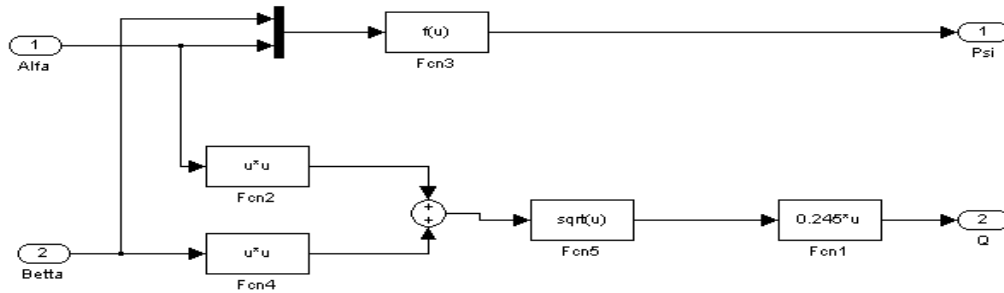 1
Alfa
f(u)
Fcn3
1
Psi
u*u
Fcn2
+
+
sqrt(u)
Fcn5
0.245*u
Fcn1
2
Q
2
Betta
u*u
Fcn4